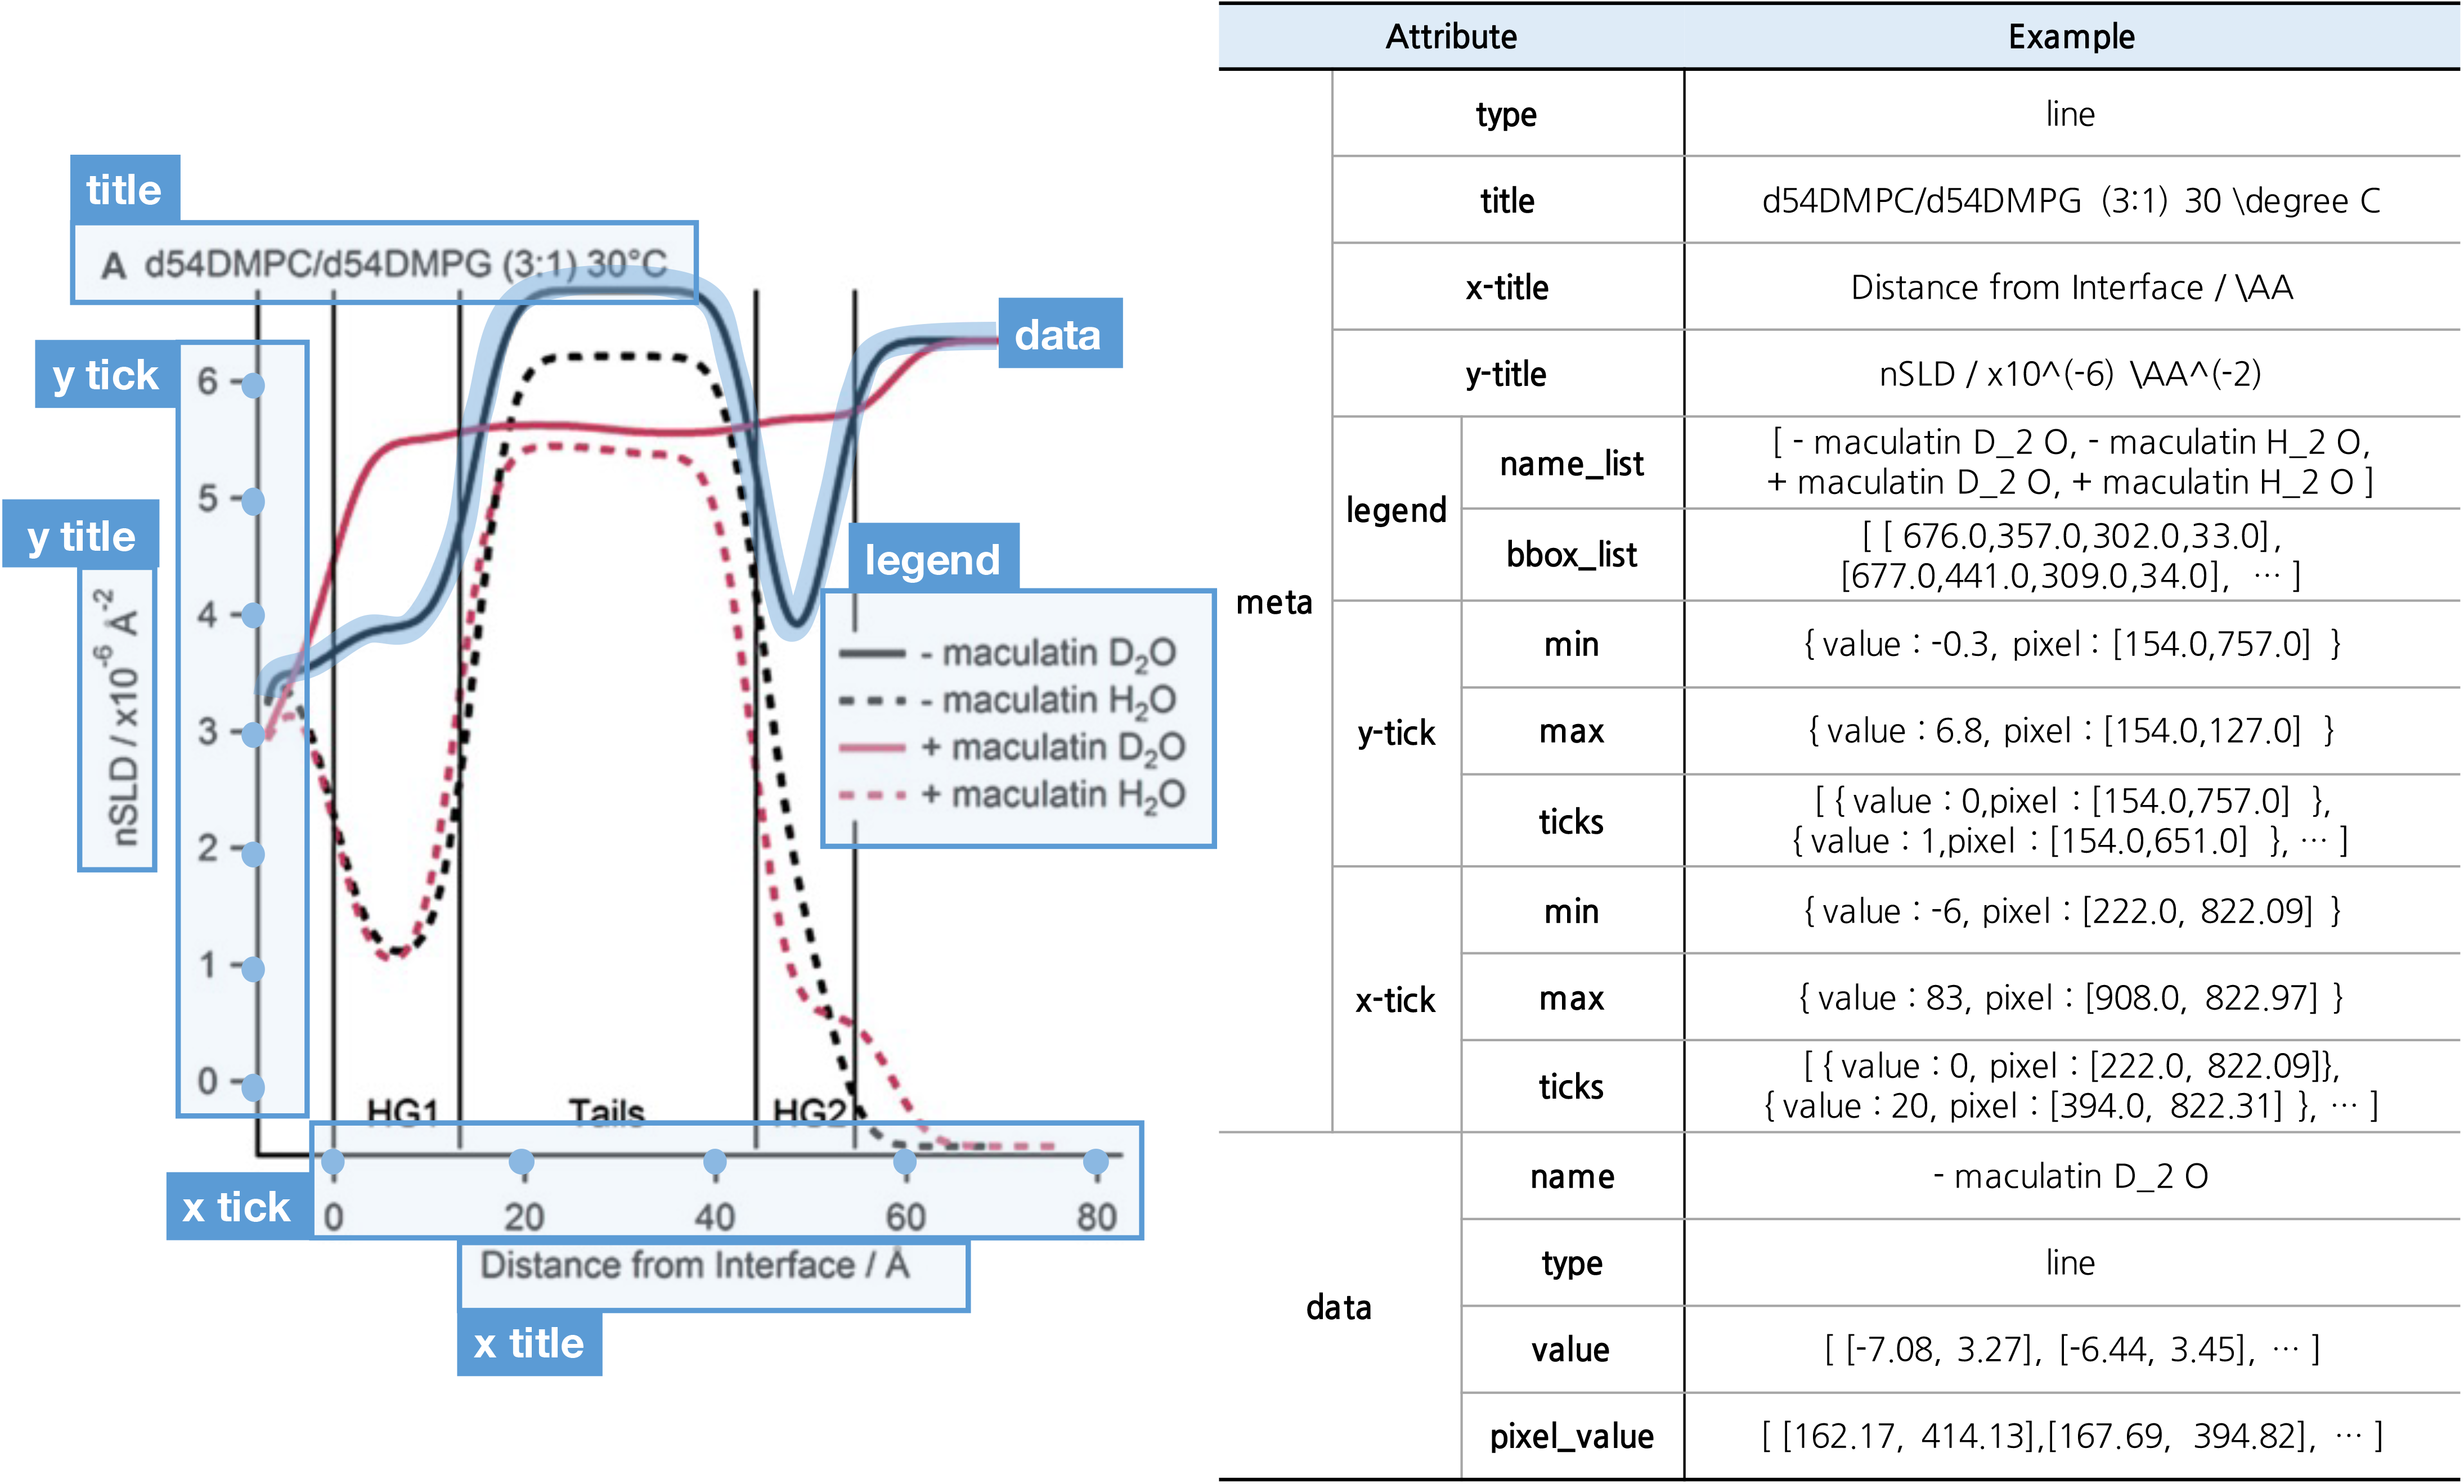 title
A d54DMPC/d54DMPG (3:1) 30°C
data
y tick
6
5
4
3
2
1
0
y title
nSLD / x10⁻⁶ Å⁻²
legend
- maculatin D₂O
- maculatin H₂O
+ maculatin D₂O
+ maculatin H₂O
HG1
Tails
HG2
x tick
0 20 40 60 80
Distance from Interface / Å
x title
Attribute Example
meta
type line
title d54DMPC/d54DMPG (3:1) 30 \degree C
x-title Distance from Interface / \AA
y-title nSLD / x10^(-6) \AA^(-2)
legend
name_list [ - maculatin D_2 O, - maculatin H_2 O,
+ maculatin D_2 O, + maculatin H_2 O ]
bbox_list [ [ 676.0,357.0,302.0,33.0],
[677.0,441.0,309.0,34.0], ⋯ ]
y-tick
min { value : -0.3, pixel : [154.0,757.0] }
max { value : 6.8, pixel : [154.0,127.0] }
ticks [ { value : 0,pixel : [154.0,757.0] },
{ value : 1,pixel : [154.0,651.0] }, ⋯ ]
x-tick
min { value : -6, pixel : [222.0, 822.09] }
max { value : 83, pixel : [908.0, 822.97] }
ticks [ { value : 0, pixel : [222.0, 822.09]},
{ value : 20, pixel : [394.0, 822.31] }, ⋯ ]
data
name - maculatin D_2 O
type line
value [ [-7.08, 3.27], [-6.44, 3.45], ⋯ ]
pixel_value [ [162.17, 414.13],[167.69, 394.82], ⋯ ]